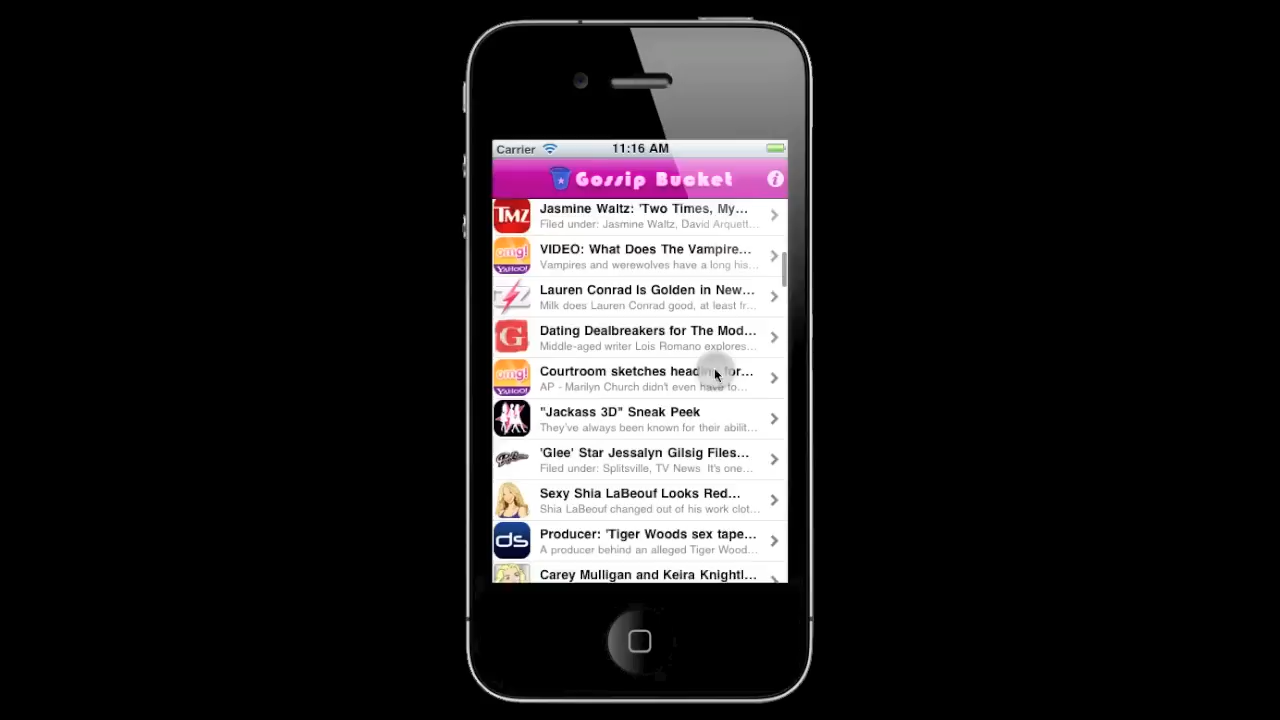 Carrier 11:16 AM
Gossip Bucket i
TMZ
Jasmine Waltz: 'Two Times, My...
Filed under: Jasmine Waltz, David Arquett...
omg!
YAHOO!
VIDEO: What Does The Vampire...
Vampires and werewolves have a long his...
Lauren Conrad Is Golden in New...
Milk does Lauren Conrad good, at least fr...
G
Dating Dealbreakers for The Mod...
Middle-aged writer Lois Romano explores...
omg!
YAHOO!
Courtroom sketches heading for...
AP - Marilyn Church didn't even have to...
"Jackass 3D" Sneak Peek
They've always been known for their abilit...
'Glee' Star Jessalyn Gilsig Files...
Filed under: Splitsville, TV News It's one...
Sexy Shia LaBeouf Looks Red...
Shia LaBeouf changed out of his work clot...
ds
Producer: 'Tiger Woods sex tape...
A producer behind an alleged Tiger Wood...
Carey Mulligan and Keira Knightl...